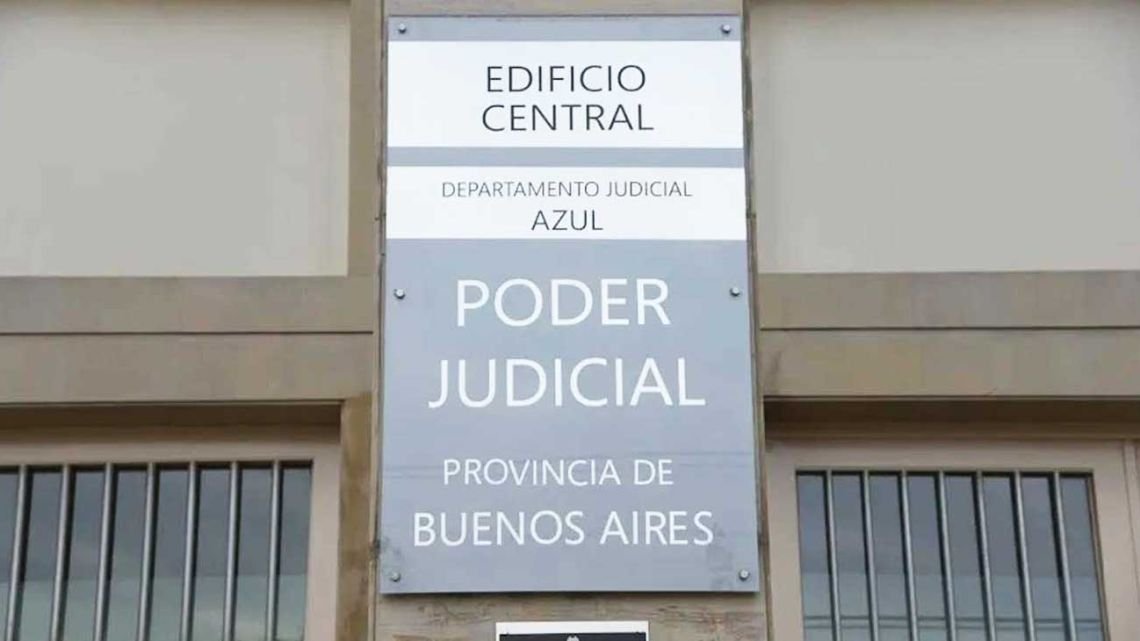 EDIFICIO
CENTRAL
DEPARTAMENTO JUDICIAL
AZUL
PODER
JUDICIAL
PROVINCIA DE
BUENOS AIRES